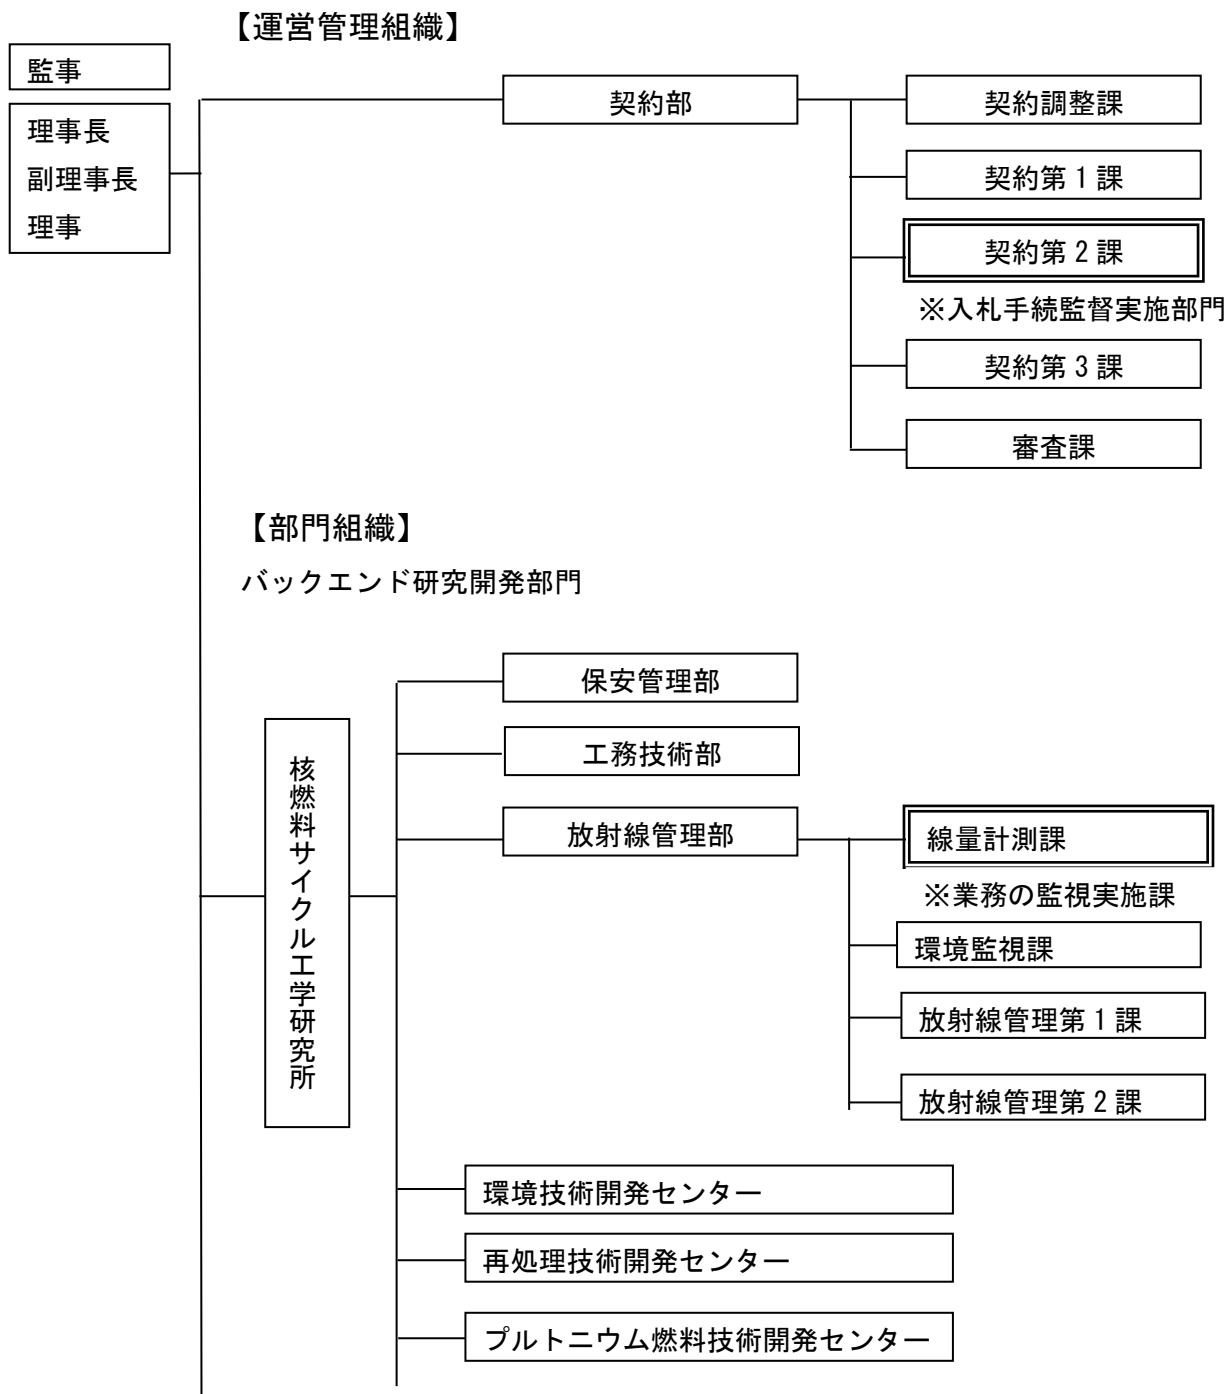 【運営管理組織】
監事
理事長
副理事長
理事
契約部
契約調整課
契約第1課
契約第2課
※入札手続監督実施部門
契約第3課
審査課
【部門組織】
バックエンド研究開発部門
核燃料サイクル工学研究所
保安管理部
工務技術部
放射線管理部
線量計測課
※業務の監視実施課
環境監視課
放射線管理第1課
放射線管理第2課
環境技術開発センター
再処理技術開発センター
プルトニウム燃料技術開発センター